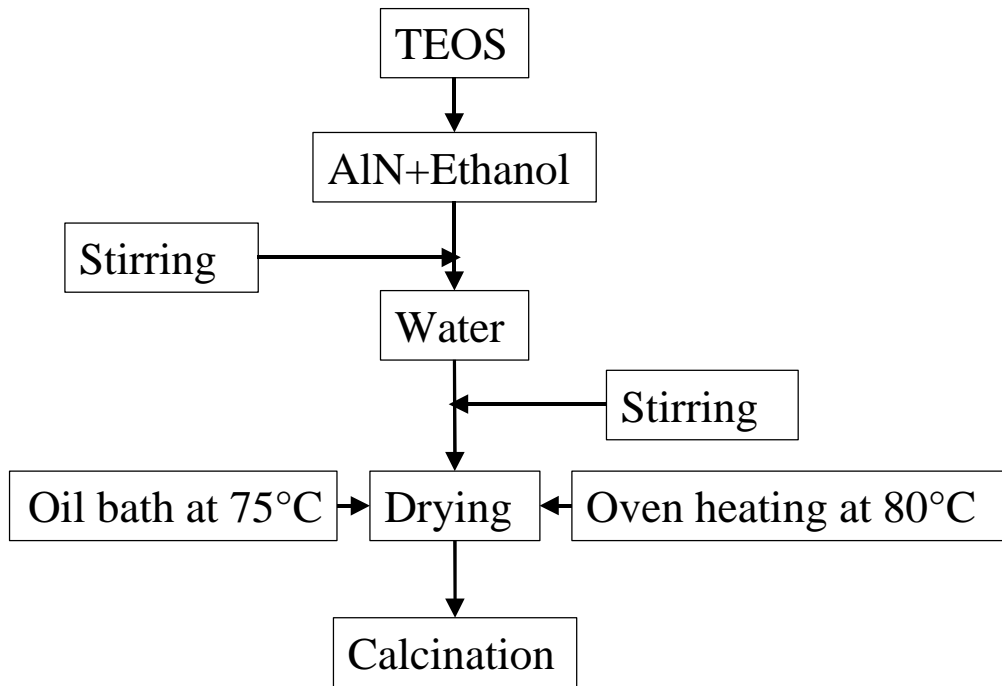 TEOS
AlN+Ethanol
Stirring
Water
Stirring
Oil bath at 75°C
Drying
Oven heating at 80°C
Calcination